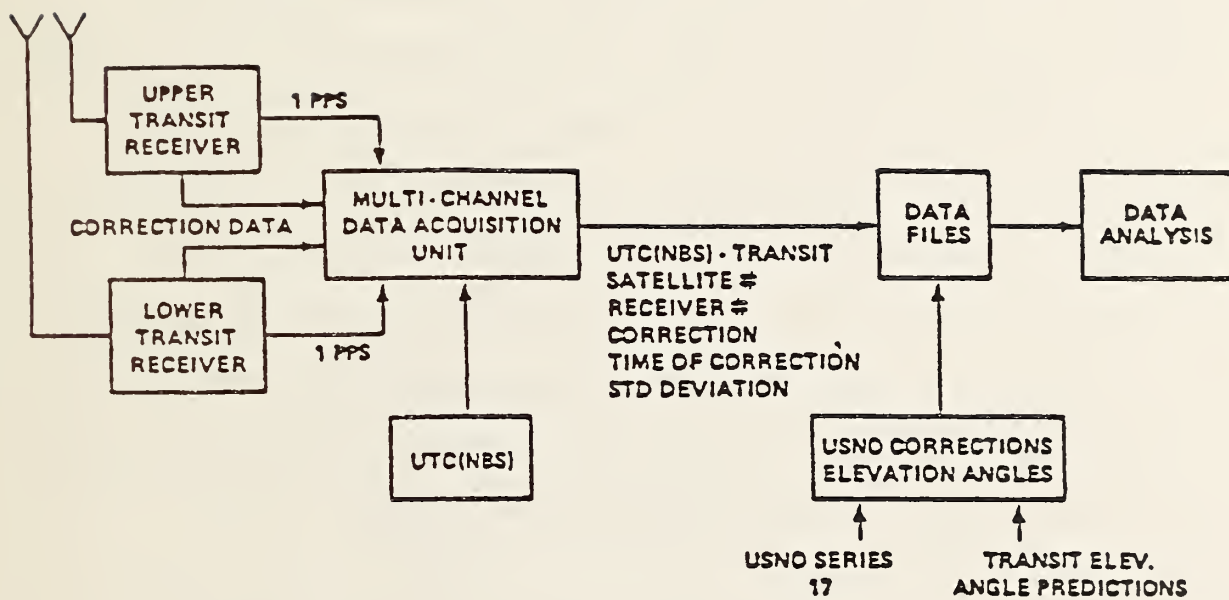 UPPER
TRANSIT
RECEIVER
1 PPS
CORRECTION DATA
MULTI-CHANNEL
DATA ACQUISITION
UNIT
LOWER
TRANSIT
RECEIVER
1 PPS
UTC(NBS)
UTC(NBS) - TRANSIT
SATELLITE #
RECEIVER #
CORRECTION
TIME OF CORRECTION
STD DEVIATION
DATA
FILES
DATA
ANALYSIS
USNO CORRECTIONS
ELEVATION ANGLES
USNO SERIES
17
TRANSIT ELEV.
ANGLE PREDICTIONS